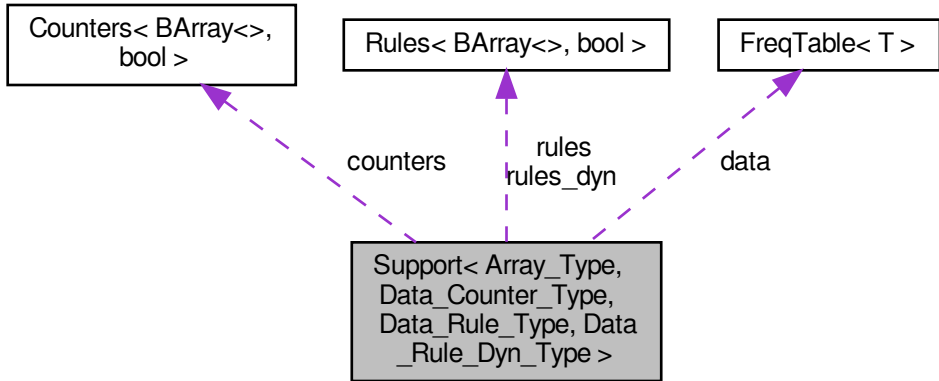 Counters< BArray<>,
bool >
Rules< BArray<>, bool >
FreqTable< T >
counters
rules
rules_dyn
data
Support< Array_Type,
Data_Counter_Type,
Data_Rule_Type, Data
_Rule_Dyn_Type >